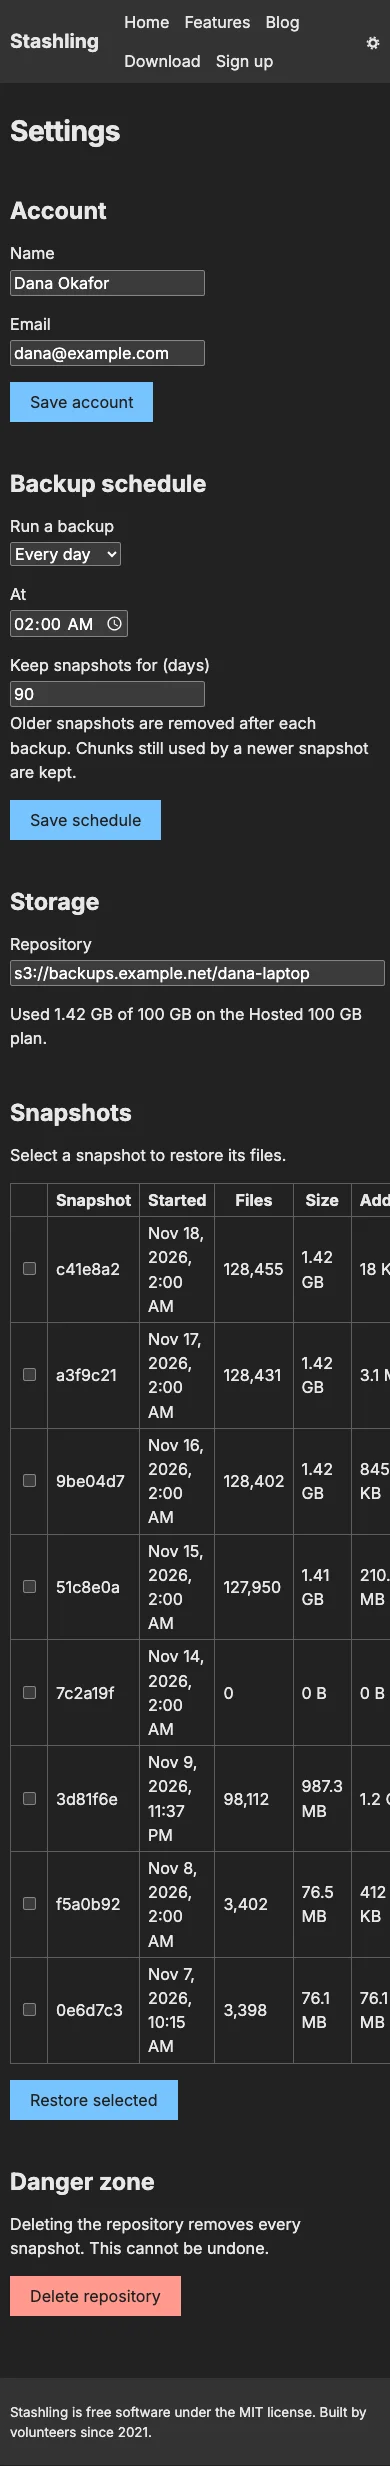 Stashling
Home Features Blog
Download Sign up
Settings
Account
Name
Dana Okafor
Email
dana@example.com
Save account
Backup schedule
Run a backup
Every day
At
02:00 AM
Keep snapshots for (days)
90
Older snapshots are removed after each
backup. Chunks still used by a newer snapshot
are kept.
Save schedule
Storage
Repository
s3://backups.example.net/dana-laptop
Used 1.42 GB of 100 GB on the Hosted 100 GB
plan.
Snapshots
Select a snapshot to restore its files.
Snapshot Started Files Size
c41e8a2 Nov 18, 2026, 2:00 AM 128,455 1.42 GB 18
a3f9c21 Nov 17, 2026, 2:00 AM 128,431 1.42 GB 3.1
9be04d7 Nov 16, 2026, 2:00 AM 128,402 1.42 GB 845 KB
51c8e0a Nov 15, 2026, 2:00 AM 127,950 1.41 GB 210. MB
7c2a19f Nov 14, 2026, 2:00 AM 0 0 B 0 B
3d81f6e Nov 9, 2026, 11:37 PM 98,112 987.3 MB 1.2
f5a0b92 Nov 8, 2026, 2:00 AM 3,402 76.5 MB 412 KB
0e6d7c3 Nov 7, 2026, 10:15 AM 3,398 76.1 MB 76.1 MB
Restore selected
Danger zone
Deleting the repository removes every
snapshot. This cannot be undone.
Delete repository
Stashling is free software under the MIT license. Built by
volunteers since 2021.